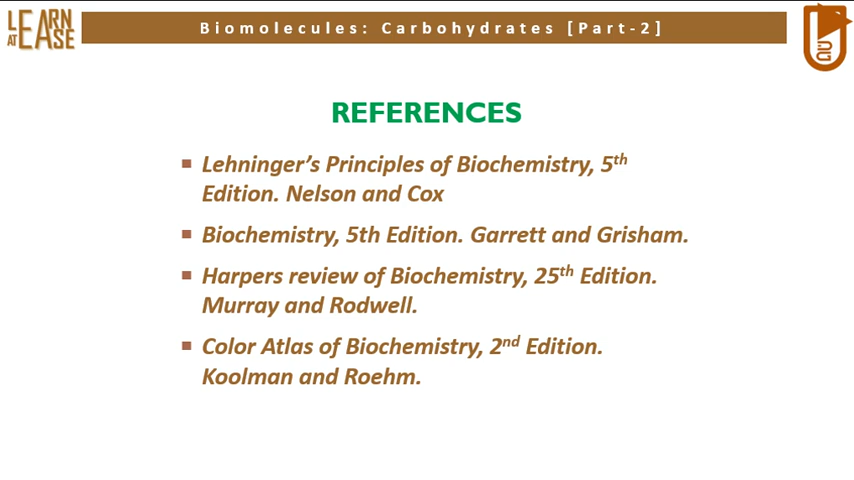 LEARN
AT EASE
Biomolecules: Carbohydrates [Part-2]
REFERENCES
Lehninger's Principles of Biochemistry, 5th
Edition. Nelson and Cox
Biochemistry, 5th Edition. Garrett and Grisham.
Harpers review of Biochemistry, 25th Edition.
Murray and Rodwell.
Color Atlas of Biochemistry, 2nd Edition.
Koolman and Roehm.